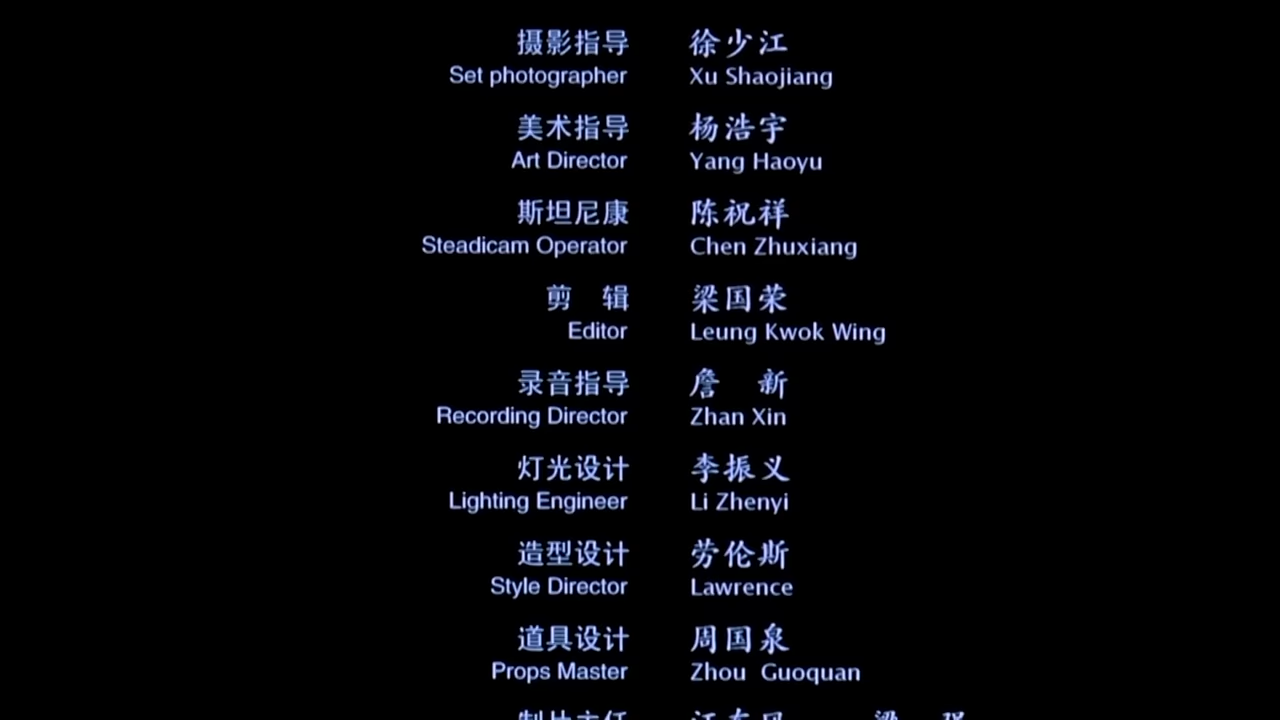 摄影指导 徐少江
Set photographer Xu Shaojiang
美术指导 杨浩宇
Art Director Yang Haoyu
斯坦尼康 陈祝祥
Steadicam Operator Chen Zhuxiang
剪 辑 梁国荣
Editor Leung Kwok Wing
录音指导 詹 新
Recording Director Zhan Xin
灯光设计 李振义
Lighting Engineer Li Zhenyi
造型设计 劳伦斯
Style Director Lawrence
道具设计 周国泉
Props Master Zhou Guoquan
制片主任